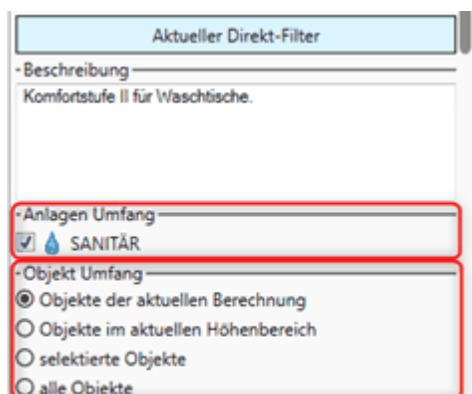 Aktueller Direkt-Filter
Beschreibung
Komfortstufe II für Waschtische.
Anlagen Umfang
SANITÄR
Objekt Umfang
Objekte der aktuellen Berechnung
Objekte im aktuellen Höhenbereich
selektierte Objekte
alle Objekte